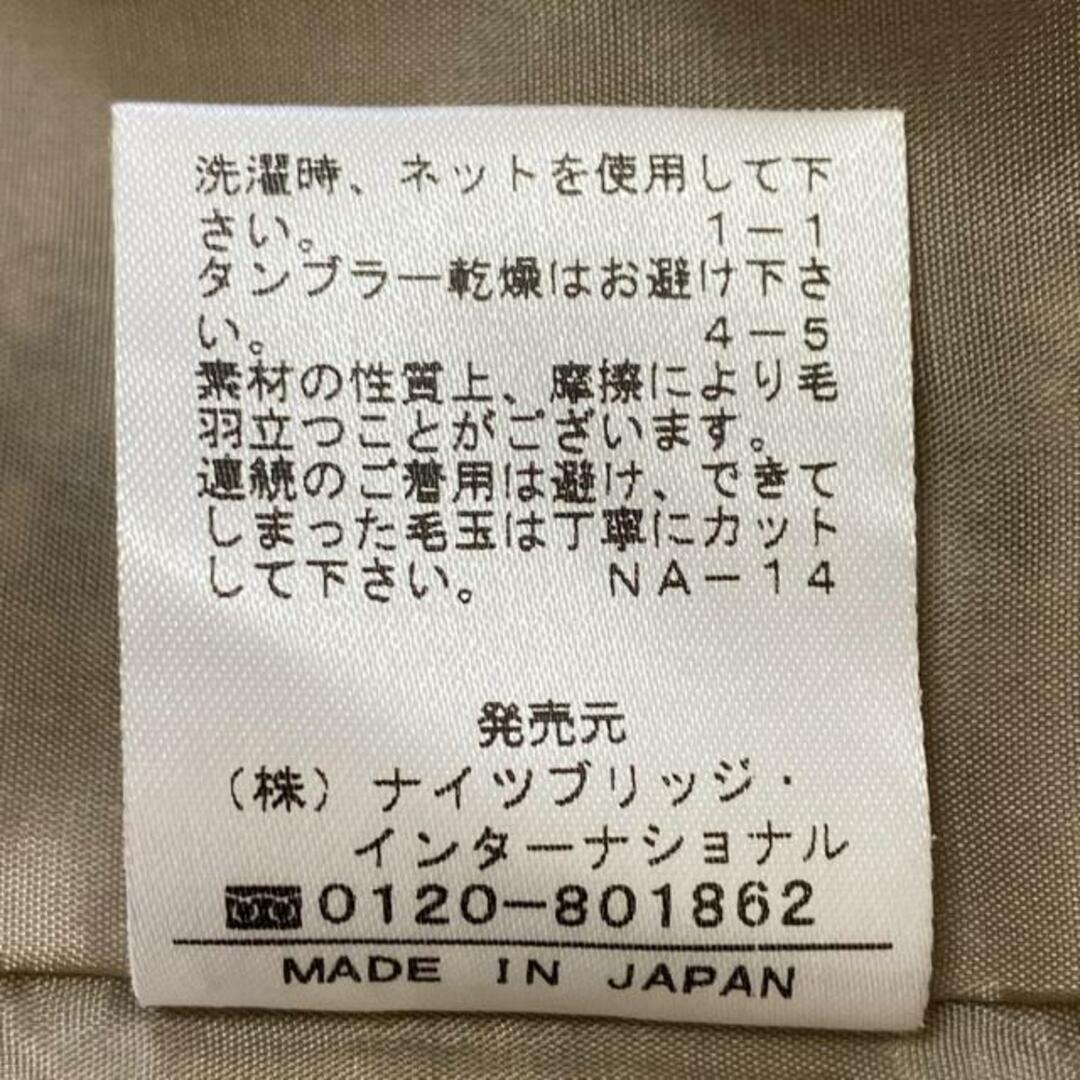 洗濯時、ネットを使用して下
さい。 1－1
タンブラー乾燥はお避け下さ
い。 4－5
素材の性質上、摩擦により毛
羽立つことがございます。
連続のご着用は避け、できて
しまった毛玉は丁寧にカット
して下さい。 NA－14
発売元
（株）ナイツブリッジ・
インターナショナル
0120－801862
MADE IN JAPAN